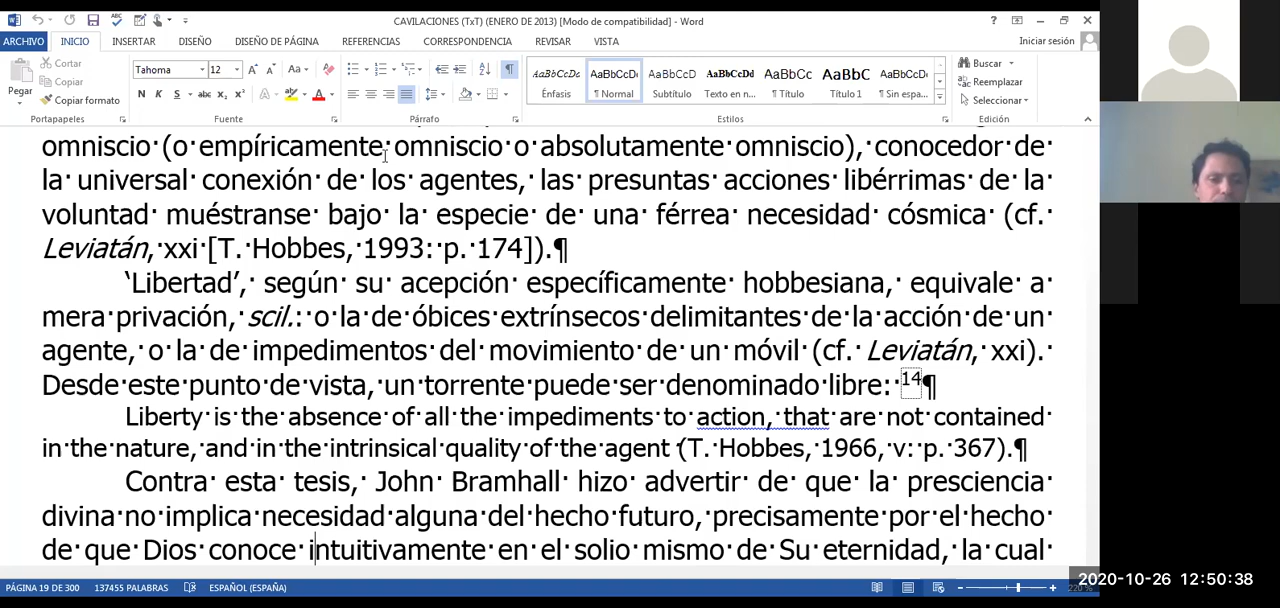 CAVILACIONES (TxT) (ENERO DE 2013) [Modo de compatibilidad] - Word
ARCHIVO INICIO INSERTAR DISEÑO DISEÑO DE PÁGINA REFERENCIAS CORRESPONDENCIA REVISAR VISTA Iniciar sesión
Pegar
Cortar
Copiar
Copiar formato
Portapapeles
Tahoma 12
N K S abc x₂ x²
Fuente
Párrafo
AaBbCcDc Énfasis
AaBbCcDc ¶ Normal
AaBbCcD Subtítulo
AaBbCcDd Texto en n...
AaBbCc ¶ Título
AaBbC Título 1
AaBbCcDc ¶ Sin espa...
Estilos
Buscar
Reemplazar
Seleccionar
Edición
omniscio (o empíricamente omniscio o absolutamente omniscio), conocedor de
la universal conexión de los agentes, las presuntas acciones libérrimas de la
voluntad muéstranse bajo la especie de una férrea necesidad cósmica (cf.
Leviatán, xxi [T. Hobbes, 1993: p. 174]).¶
‘Libertad’, según su acepción específicamente hobbesiana, equivale a
mera privación, scil.: o la de óbices extrínsecos delimitantes de la acción de un
agente, o la de impedimentos del movimiento de un móvil (cf. Leviatán, xxi).
Desde este punto de vista, un torrente puede ser denominado libre: 14¶
Liberty is the absence of all the impediments to action, that are not contained
in the nature, and in the intrinsical quality of the agent (T. Hobbes, 1966, v: p. 367).¶
Contra esta tesis, John Bramhall hizo advertir de que la presciencia
divina no implica necesidad alguna del hecho futuro, precisamente por el hecho
de que Dios conoce intuitivamente en el solio mismo de Su eternidad, la cual
PÁGINA 19 DE 300 137455 PALABRAS ESPAÑOL (ESPAÑA) 220 %
2020-10-26 12:50:38